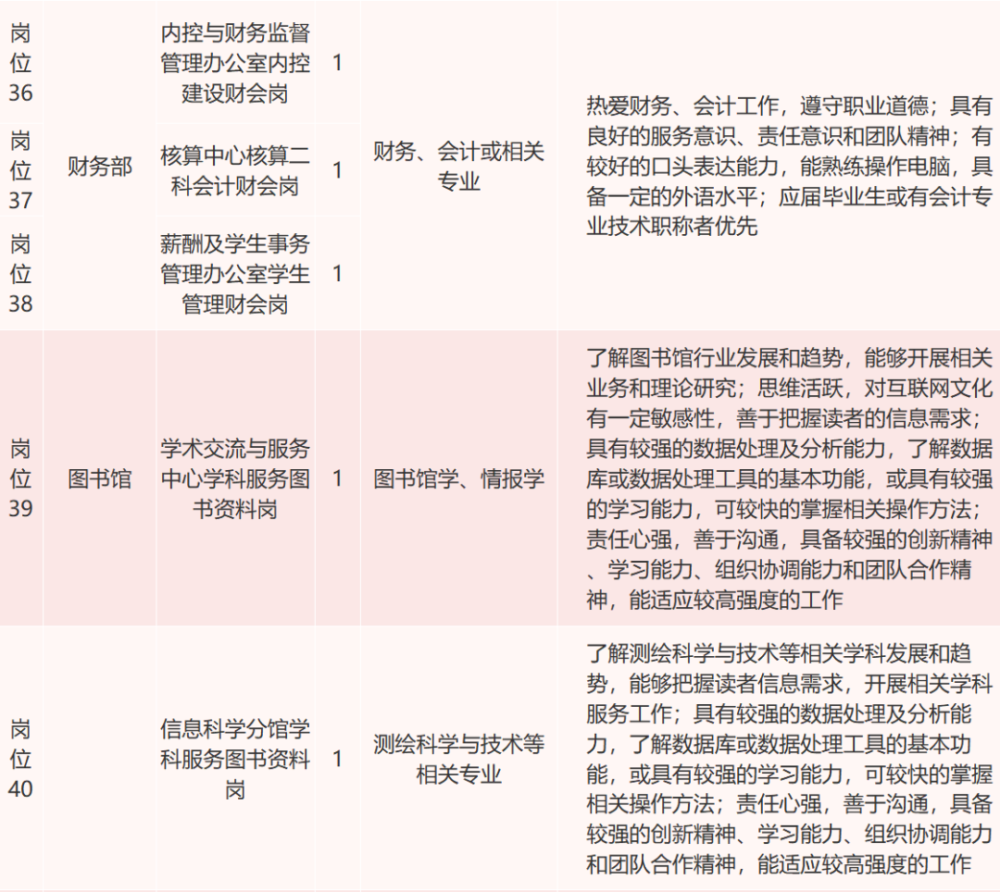 岗
位
36
内控与财务监督
管理办公室内控
建设财会岗
1
岗
位
37
财务部
核算中心核算二
科会计财会岗
1
财务、会计或相关
专业
热爱财务、会计工作，遵守职业道德；具有
良好的服务意识、责任意识和团队精神；有
较好的口头表达能力，能熟练操作电脑，具
备一定的外语水平；应届毕业生或有会计专
业技术职称者优先
岗
位
38
薪酬及学生事务
管理办公室学生
管理财会岗
1
岗
位
39
图书馆
学术交流与服务
中心学科服务图
书资料岗
1
图书馆学、情报学
了解图书馆行业发展和趋势，能够开展相关
业务和理论研究；思维活跃，对互联网文化
有一定敏感性，善于把握读者的信息需求；
具有较强的数据处理及分析能力，了解数据
库或数据处理工具的基本功能，或具有较强
的学习能力，可较快的掌握相关操作方法；
责任心强，善于沟通，具备较强的创新精神
、学习能力、组织协调能力和团队合作精
神，能适应较高强度的工作
岗
位
40
信息科学分馆学
科服务图书资料
岗
1
测绘科学与技术等
相关专业
了解测绘科学与技术等相关学科发展和趋
势，能够把握读者信息需求，开展相关学科
服务工作；具有较强的数据处理及分析能
力，了解数据库或数据处理工具的基本功
能，或具有较强的学习能力，可较快的掌握
相关操作方法；责任心强，善于沟通，具备
较强的创新精神、学习能力、组织协调能力
和团队合作精神，能适应较高强度的工作